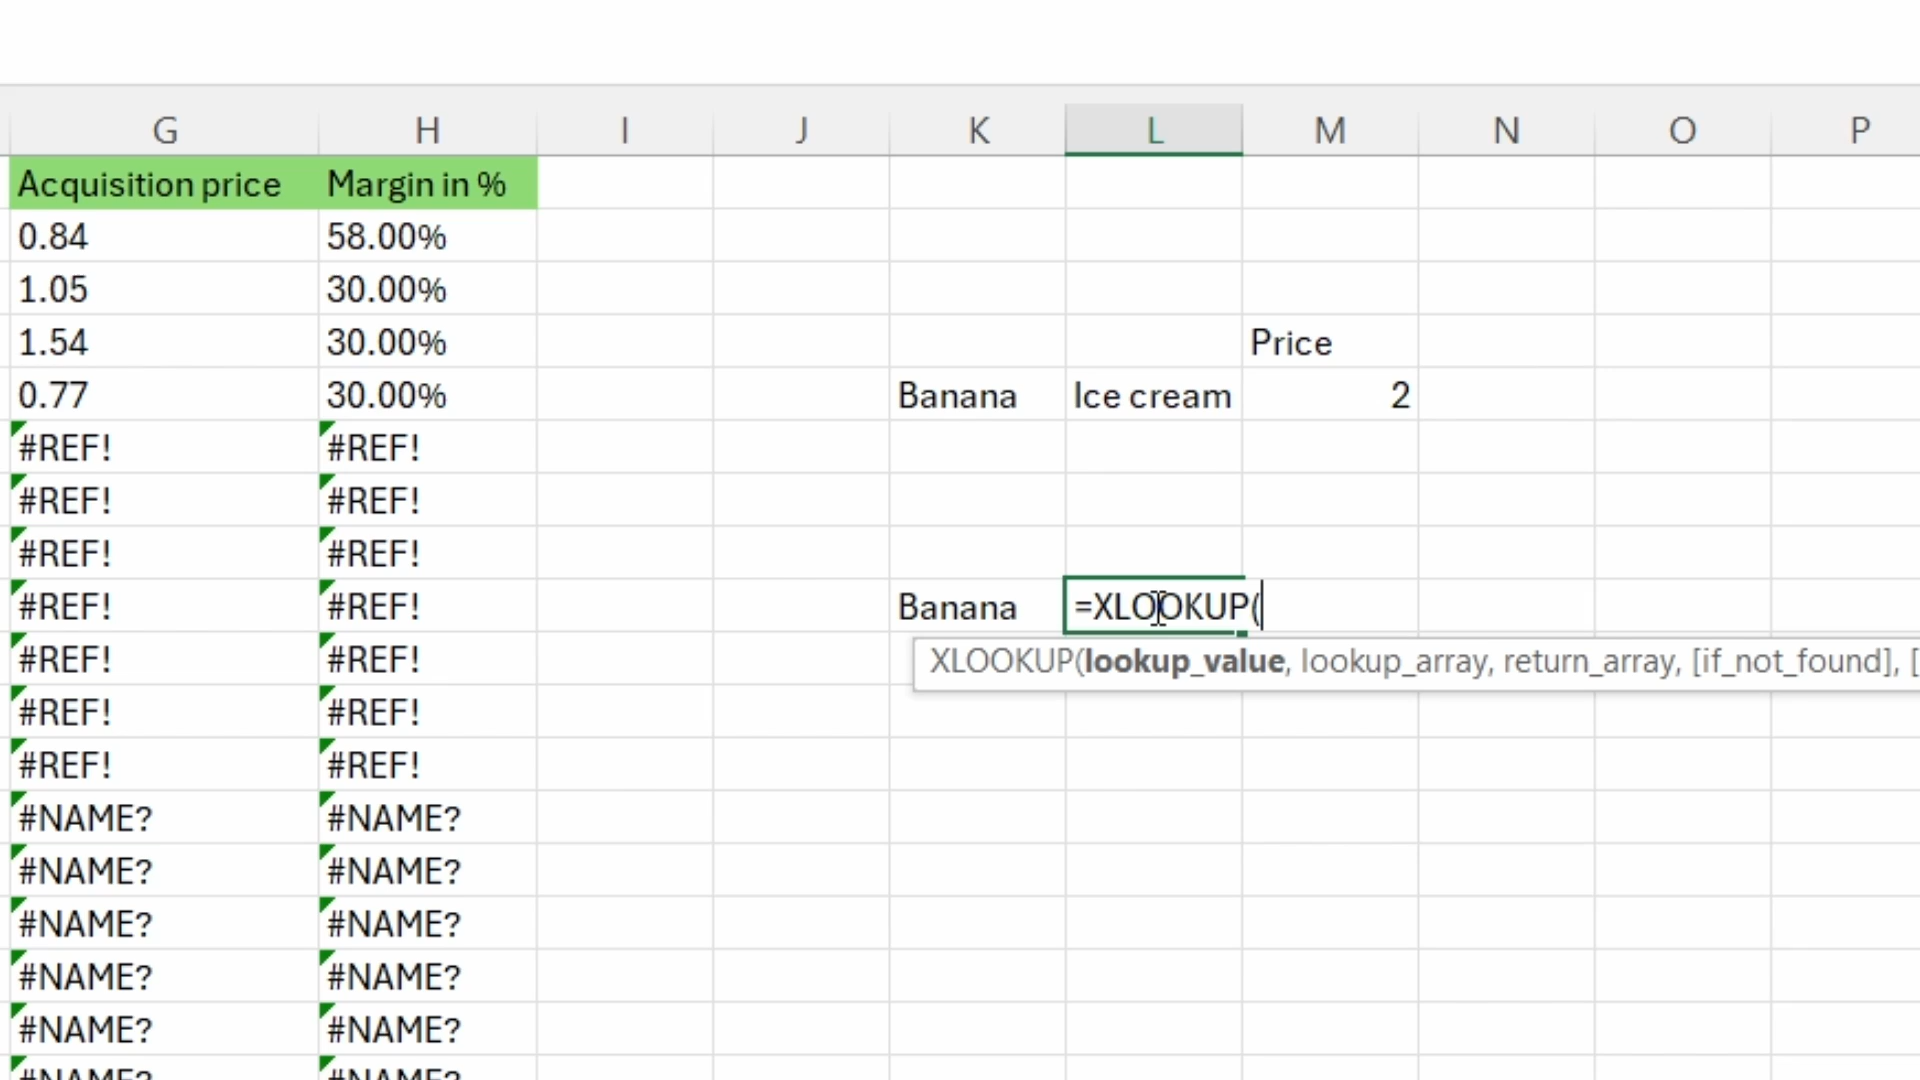 G H I J K L M N O P
Acquisition price Margin in %
0.84 58.00%
1.05 30.00%
1.54 30.00% Price
0.77 30.00% Banana Ice cream 2
#REF! #REF!
#REF! #REF!
#REF! #REF!
#REF! #REF! Banana =XLOOKUP(
#REF! #REF! XLOOKUP(lookup_value, lookup_array, return_array, [if_not_found], [
#REF! #REF!
#REF! #REF!
#NAME? #NAME?
#NAME? #NAME?
#NAME? #NAME?
#NAME? #NAME?
#NAME? #NAME?
#NAME? #NAME?